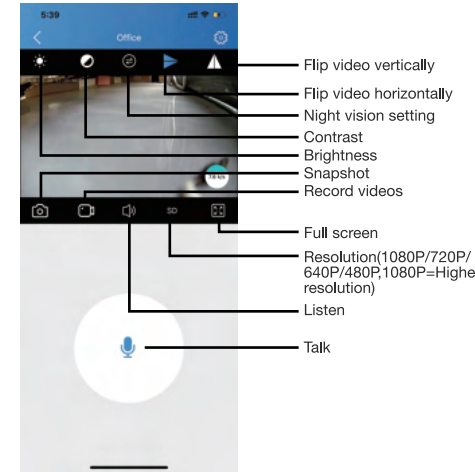 5:39
Office
Flip video vertically
Flip video horizontally
Night vision setting
Contrast
Brightness
Snapshot
Record videos
SD
Full screen
Resolution(1080P/720P/
640P/480P,1080P=Highe
resolution)
Listen
Talk